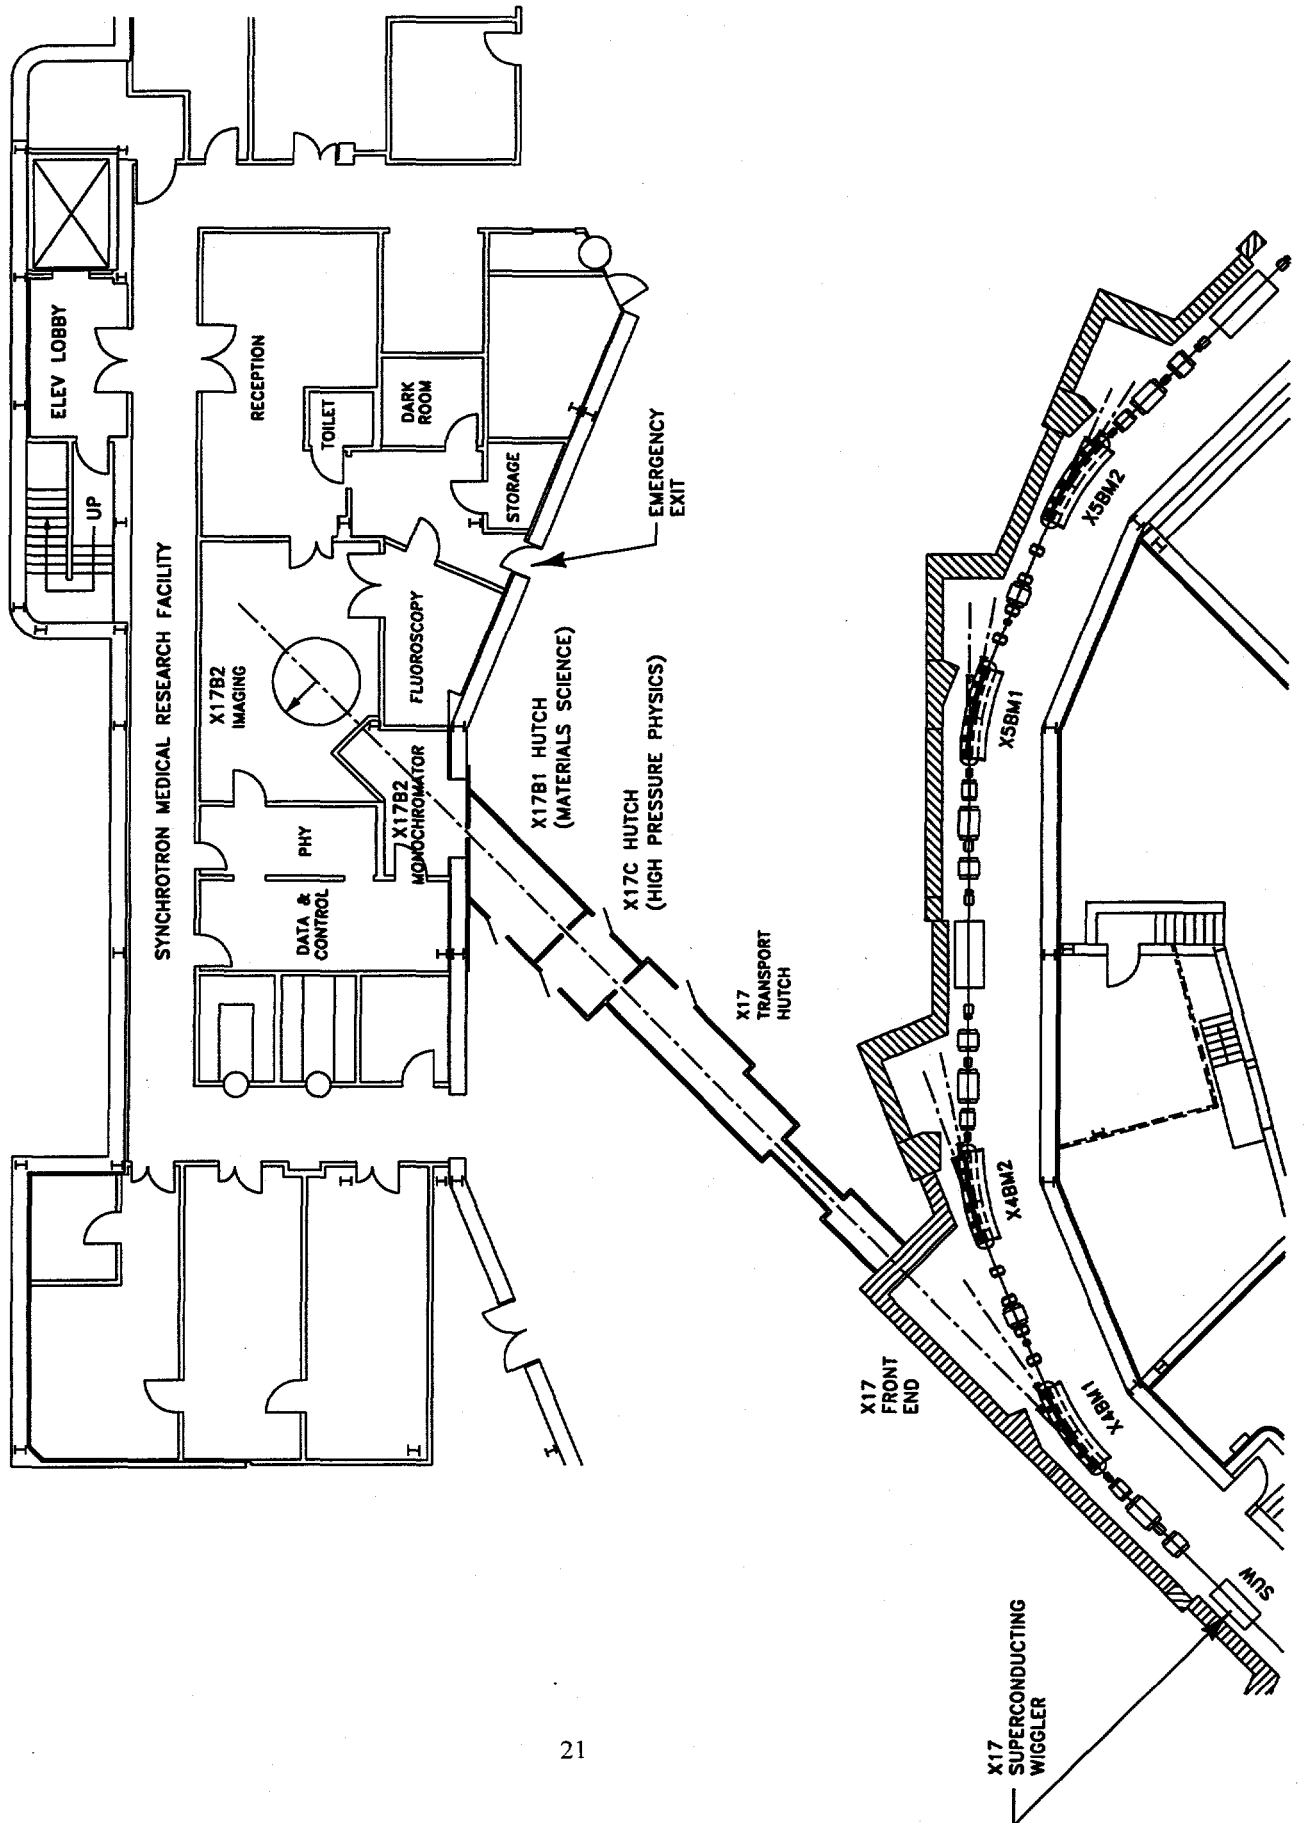 ELEV LOBBY
UP
SYNCHROTRON MEDICAL RESEARCH FACILITY
RECEPTION
TOILET
DARK
ROOM
STORAGE
EMERGENCY
EXIT
X17B2
IMAGING
FLUOROSCOPY
X17B2
MONOCHROMATOR
PHY
DATA &
CONTROL
X17B1 HUTCH
(MATERIALS SCIENCE)
X17C HUTCH
(HIGH PRESSURE PHYSICS)
X17
TRANSPORT
HUTCH
X17
FRONT
END
X5BM2
X5BM1
X4BM2
X4BM1
SUW
X17
SUPERCONDUCTING
WIGGLER
21